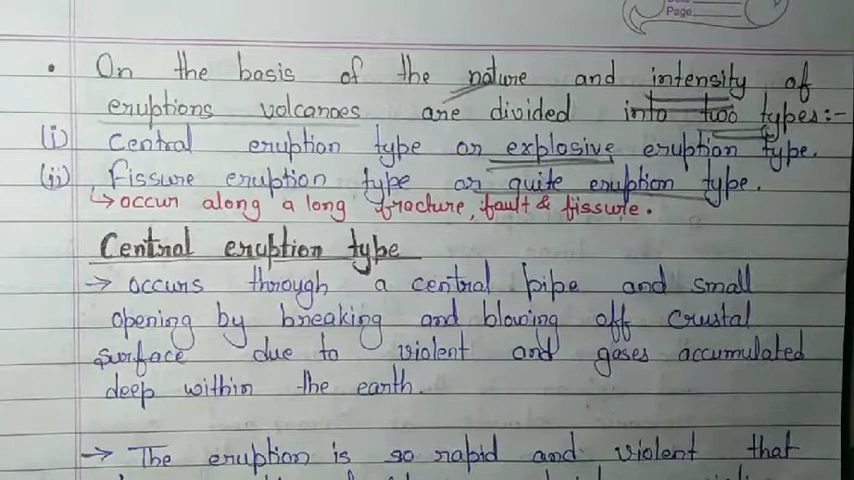 Page
• On the basis of the nature and intensity of
eruptions volcanoes are divided into two types:-
(i) Central eruption type or explosive eruption type.
(ii) Fissure eruption type or quite eruption type.
↳ occur along a long fracture, fault & fissure.
Central eruption type
→ occurs through a central pipe and small
opening by breaking and blowing off crustal
surface due to violent and gases accumulated
deep within the earth.
→ The eruption is so rapid and violent that